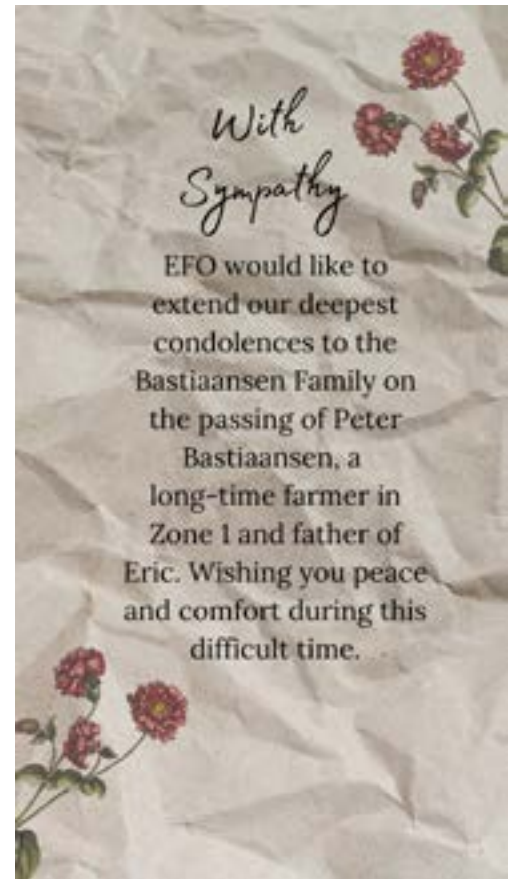 With
Sympathy
EFO would like to
extend our deepest
condolences to the
Bastiaansen Family on
the passing of Peter
Bastiaansen, a
long-time farmer in
Zone 1 and father of
Eric. Wishing you peace
and comfort during this
difficult time.